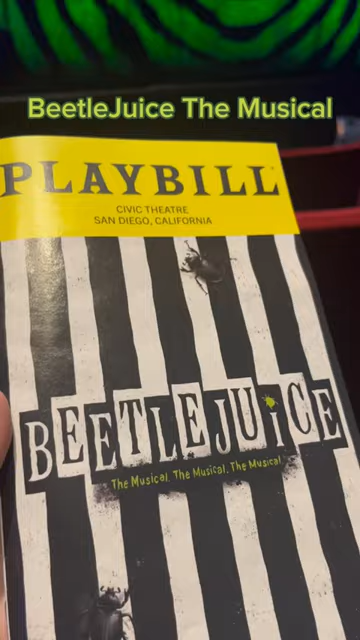 BeetleJuice The Musical
PLAYBILL
CIVIC THEATRE
SAN DIEGO, CALIFORNIA
BEETLEJUiCE
The Musical. The Musical. The Musical.